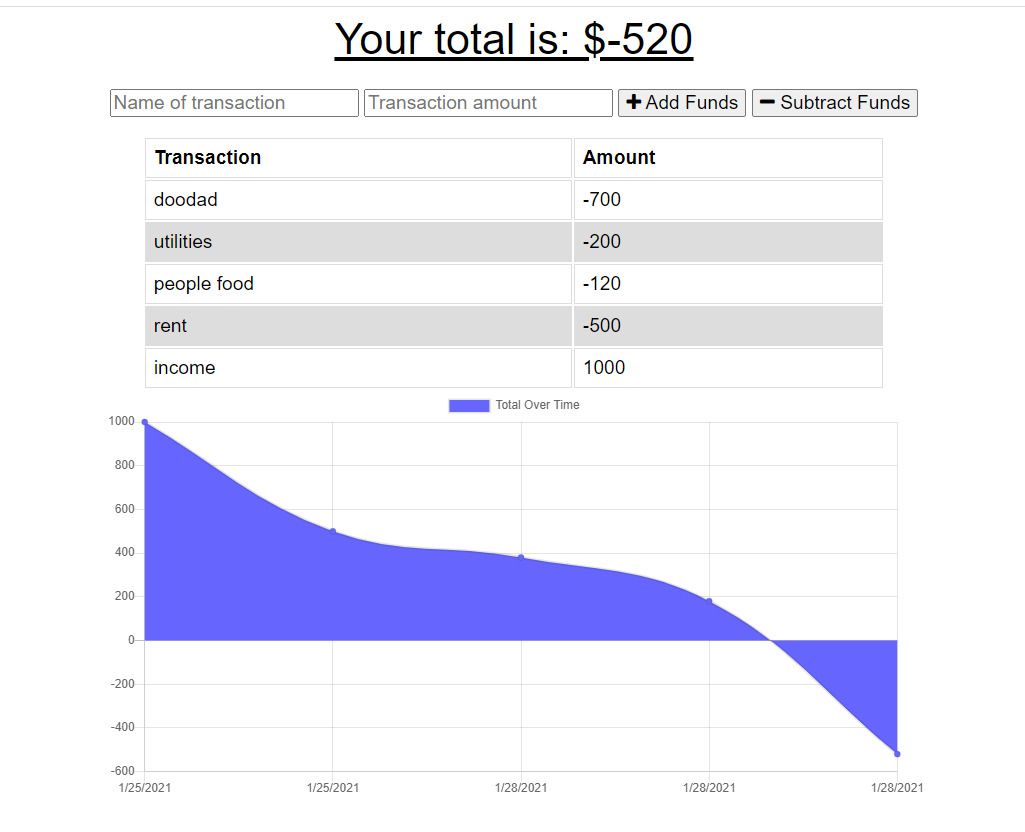 Your total is: $-520
Name of transaction Transaction amount + Add Funds − Subtract Funds
Transaction Amount
doodad -700
utilities -200
people food -120
rent -500
income 1000
Total Over Time
1000
800
600
400
200
0
-200
-400
-600
1/25/2021 1/25/2021 1/28/2021 1/28/2021 1/28/2021